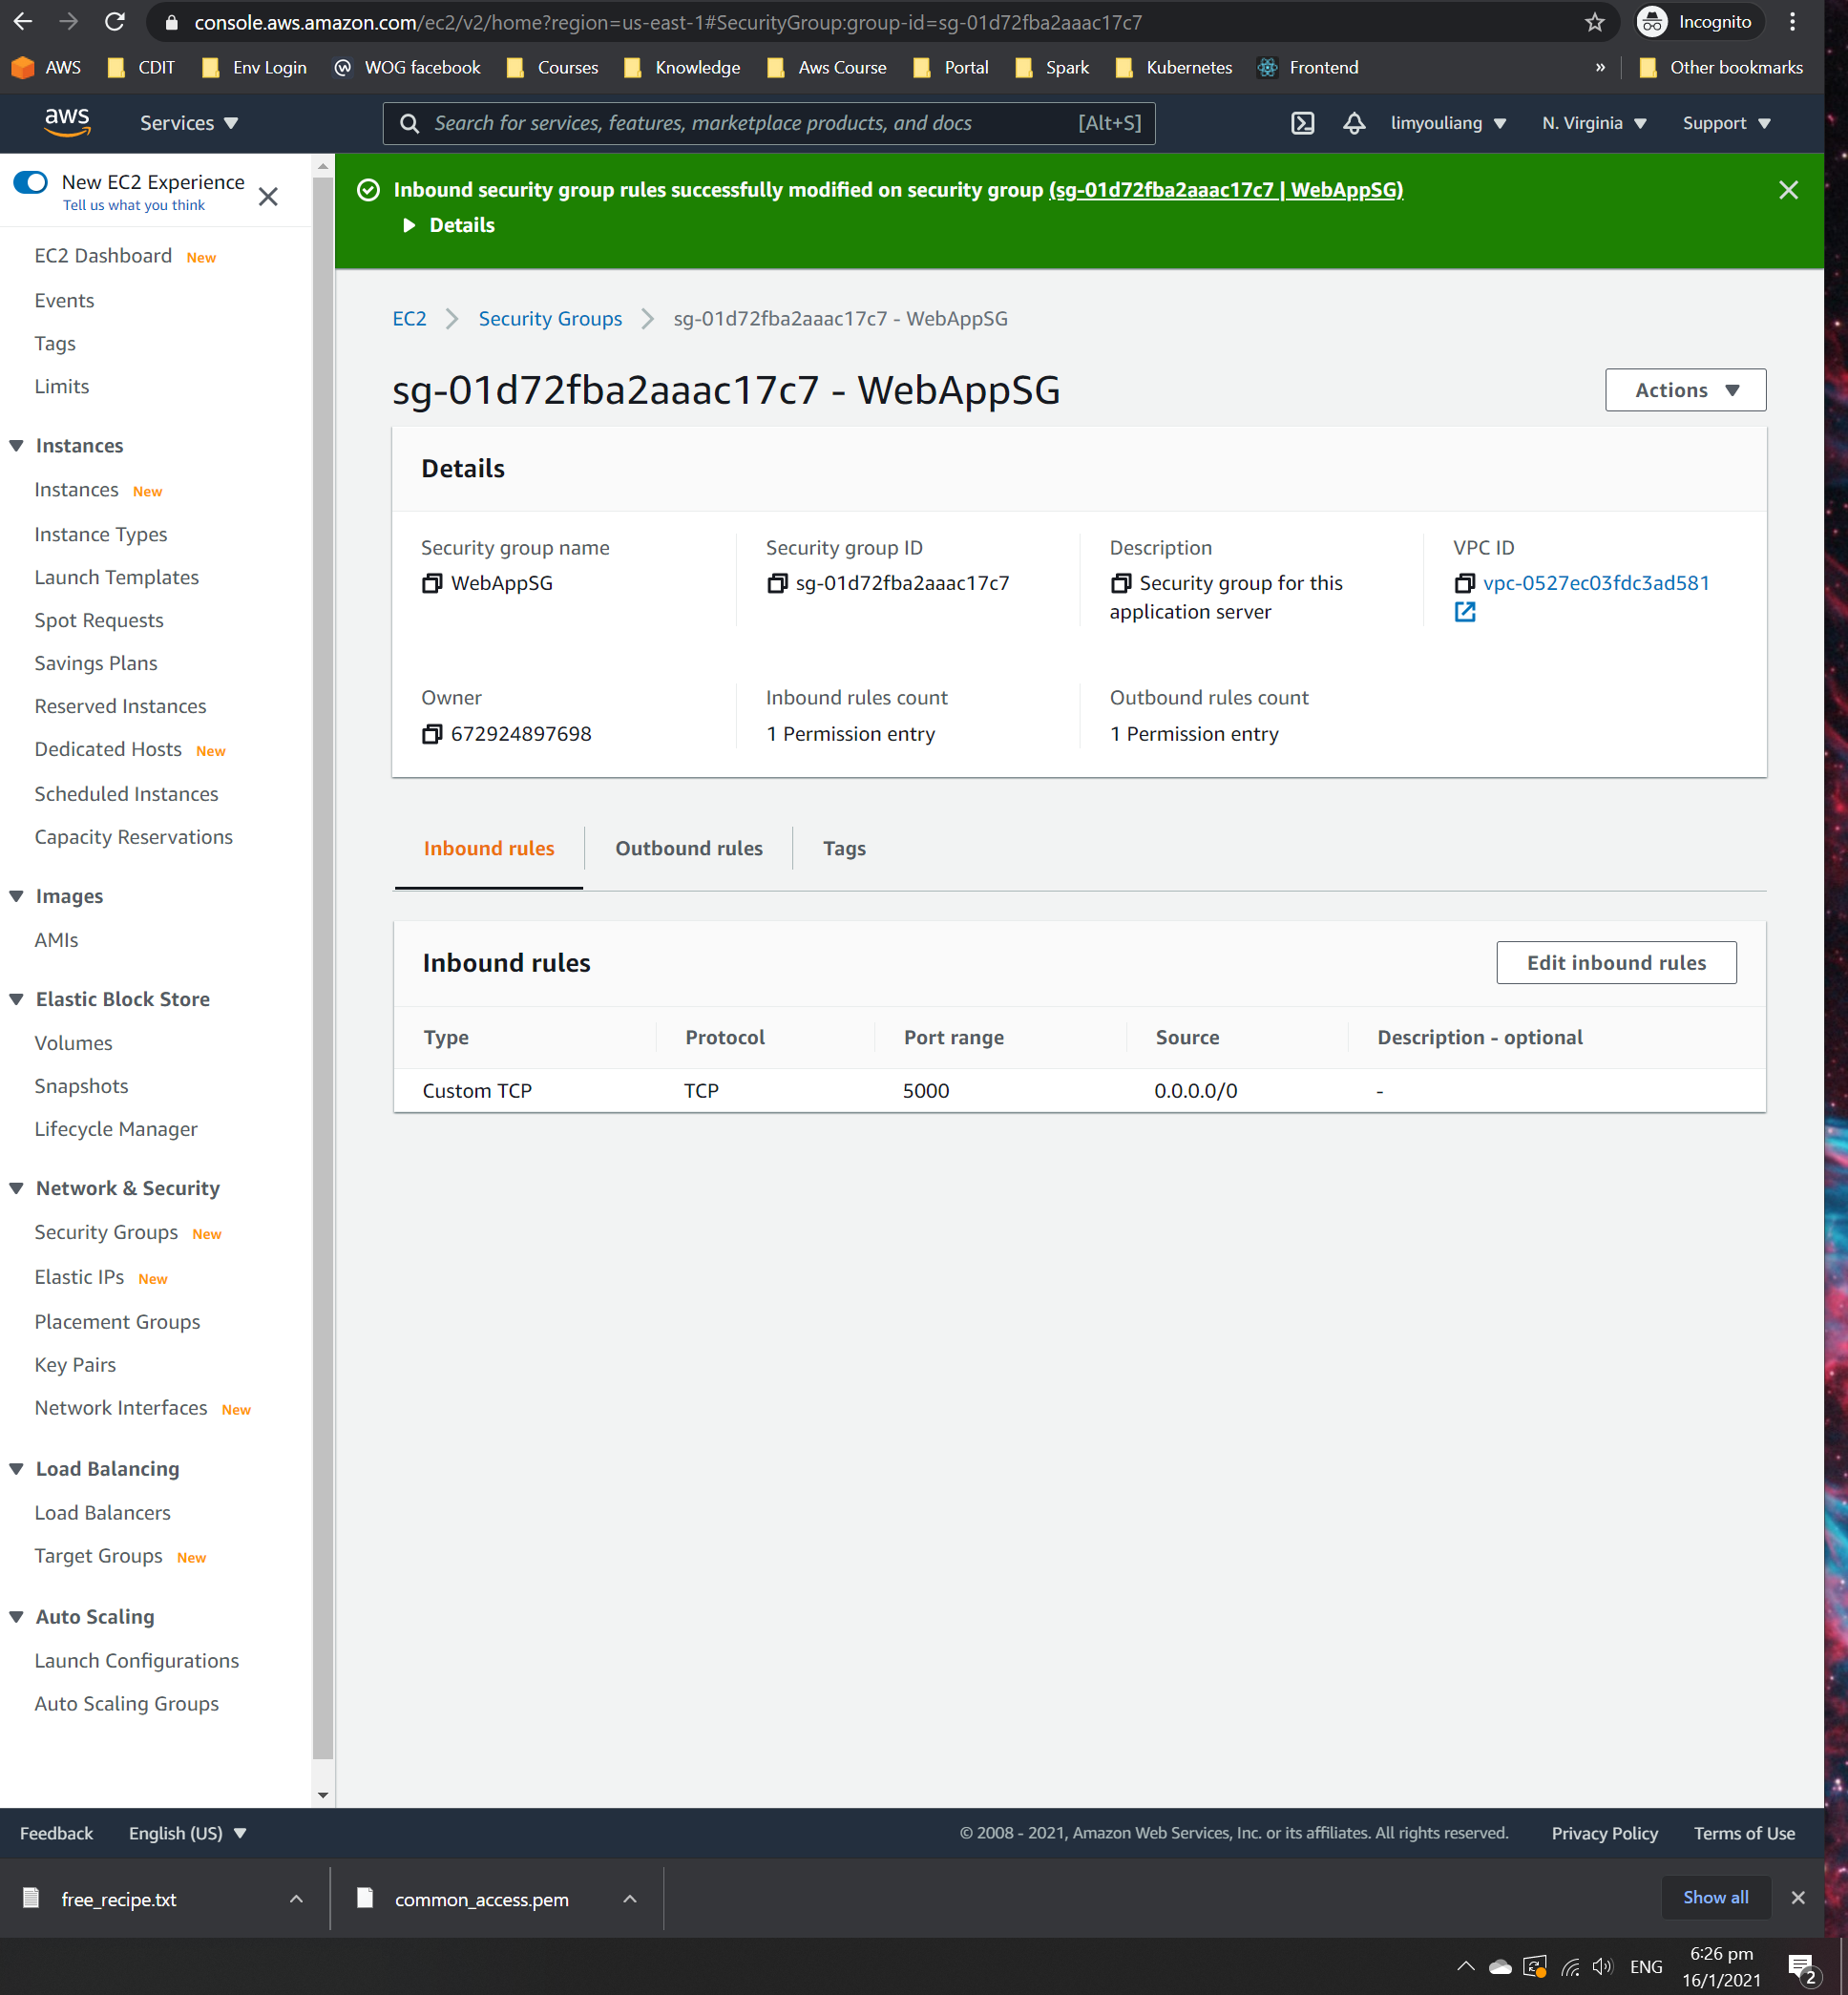 console.aws.amazon.com/ec2/v2/home?region=us-east-1#SecurityGroup:group-id=sg-01d72fba2aaac17c7
Incognito
AWS CDIT Env Login WOG facebook Courses Knowledge Aws Course Portal Spark Kubernetes Frontend » Other bookmarks
aws Services Search for services, features, marketplace products, and docs [Alt+S] limyouliang N. Virginia Support
New EC2 Experience
Tell us what you think
EC2 Dashboard New
Events
Tags
Limits
Instances
Instances New
Instance Types
Launch Templates
Spot Requests
Savings Plans
Reserved Instances
Dedicated Hosts New
Scheduled Instances
Capacity Reservations
Images
AMIs
Elastic Block Store
Volumes
Snapshots
Lifecycle Manager
Network & Security
Security Groups New
Elastic IPs New
Placement Groups
Key Pairs
Network Interfaces New
Load Balancing
Load Balancers
Target Groups New
Auto Scaling
Launch Configurations
Auto Scaling Groups
Inbound security group rules successfully modified on security group (sg-01d72fba2aaac17c7 | WebAppSG)
Details
EC2 Security Groups sg-01d72fba2aaac17c7 - WebAppSG
sg-01d72fba2aaac17c7 - WebAppSG
Actions
Details
Security group name
WebAppSG
Security group ID
sg-01d72fba2aaac17c7
Description
Security group for this
application server
VPC ID
vpc-0527ec03fdc3ad581
Owner
672924897698
Inbound rules count
1 Permission entry
Outbound rules count
1 Permission entry
Inbound rules Outbound rules Tags
Inbound rules
Edit inbound rules
Type Protocol Port range Source Description - optional
Custom TCP TCP 5000 0.0.0.0/0 -
Feedback English (US) © 2008 - 2021, Amazon Web Services, Inc. or its affiliates. All rights reserved. Privacy Policy Terms of Use
free_recipe.txt common_access.pem Show all
ENG
6:26 pm
16/1/2021
2